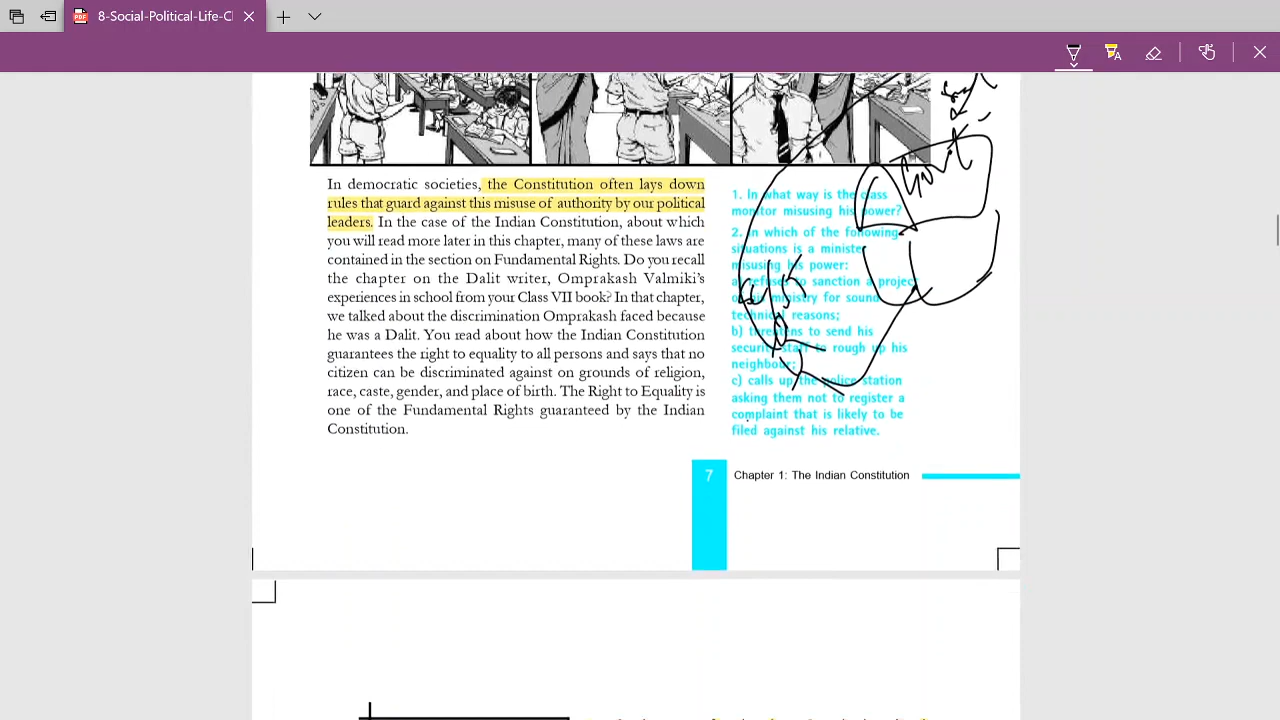 8-Social-Political-Life-C
In democratic societies, the Constitution often lays down
rules that guard against this misuse of authority by our political
leaders. In the case of the Indian Constitution, about which
you will read more later in this chapter, many of these laws are
contained in the section on Fundamental Rights. Do you recall
the chapter on the Dalit writer, Omprakash Valmiki's
experiences in school from your Class VII book? In that chapter,
we talked about the discrimination Omprakash faced because
he was a Dalit. You read about how the Indian Constitution
guarantees the right to equality to all persons and says that no
citizen can be discriminated against on grounds of religion,
race, caste, gender, and place of birth. The Right to Equality is
one of the Fundamental Rights guaranteed by the Indian
Constitution.
Govt
1. In what way is the class
monitor misusing his power?
2. In which of the following
situations is a minister
misusing his power:
a) refuses to sanction a project
of his ministry for sound
technical reasons;
b) threatens to send his
security staff to rough up his
neighbour;
c) calls up the police station
asking them not to register a
complaint that is likely to be
filed against his relative.
7 Chapter 1: The Indian Constitution